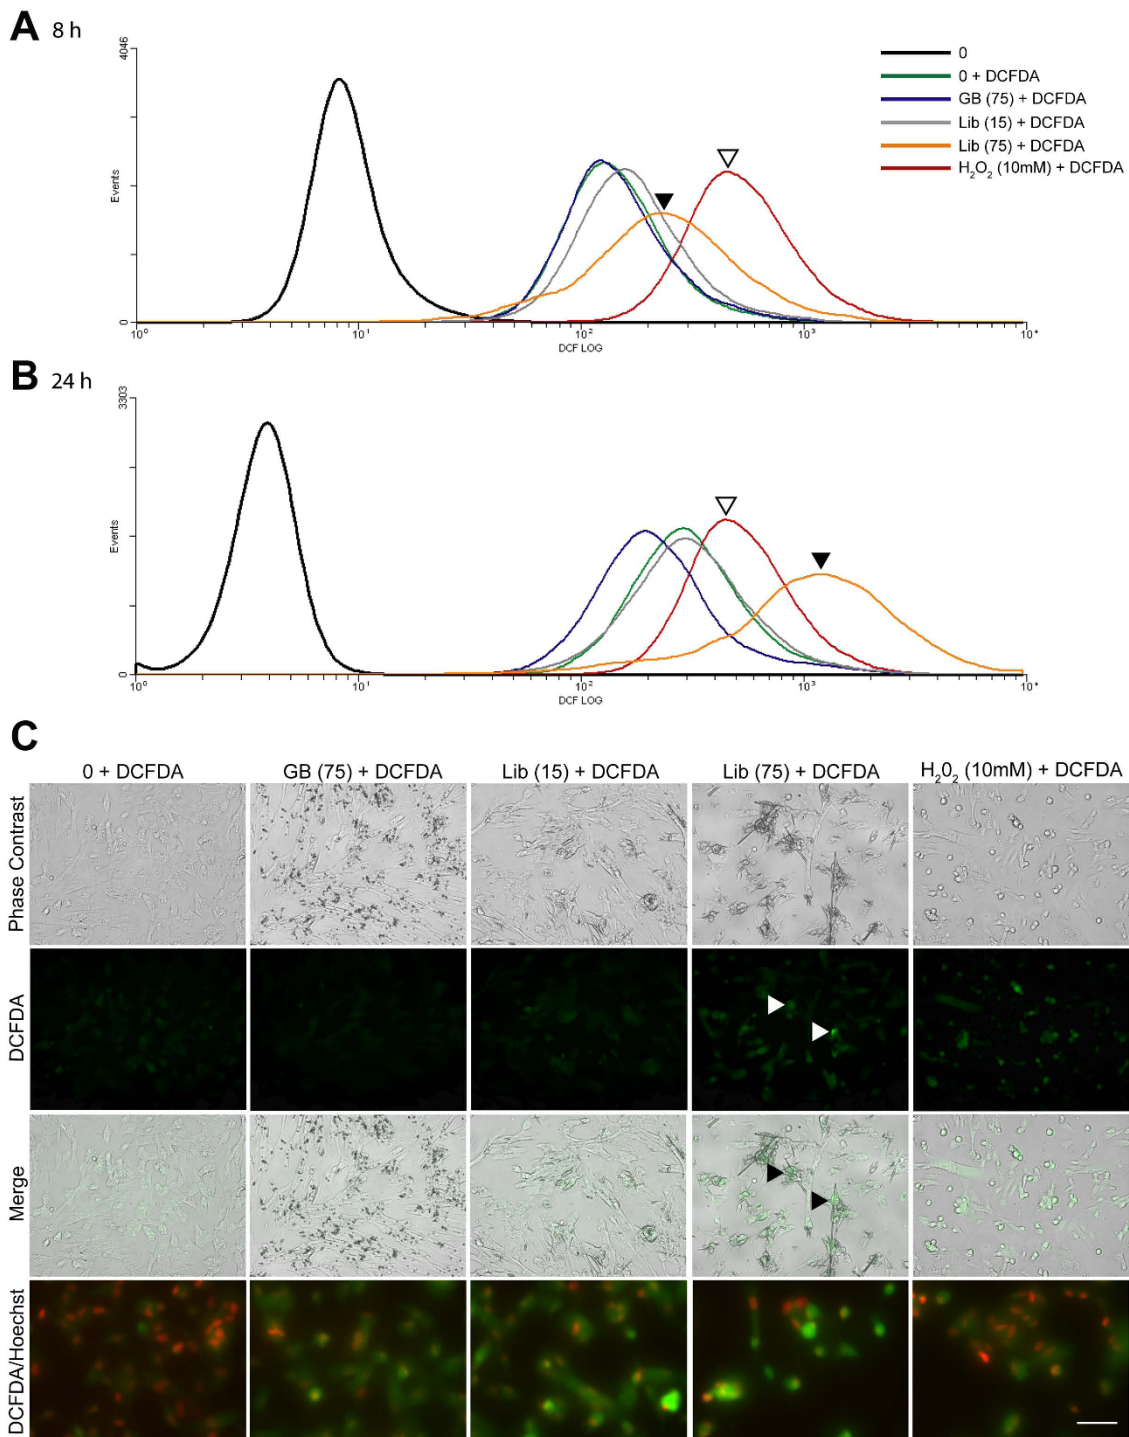 A 8 h
4046
Events
0
10⁰ 10¹ 10² 10³ 10⁴
DCF LOG
0
0 + DCFDA
GB (75) + DCFDA
Lib (15) + DCFDA
Lib (75) + DCFDA
H₂O₂ (10mM) + DCFDA
B 24 h
3303
Events
0
10⁰ 10¹ 10² 10³ 10⁴
DCF LOG
C
0 + DCFDA GB (75) + DCFDA Lib (15) + DCFDA Lib (75) + DCFDA H₂O₂ (10mM) + DCFDA
Phase Contrast
DCFDA
Merge
DCFDA/Hoechst